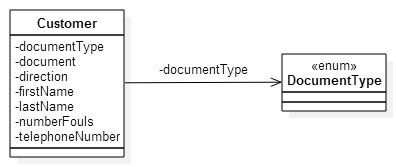 Customer
-documentType
-document
-direction
-firstName
-lastName
-numberFouls
-telephoneNumber
-documentType
«enum»
DocumentType